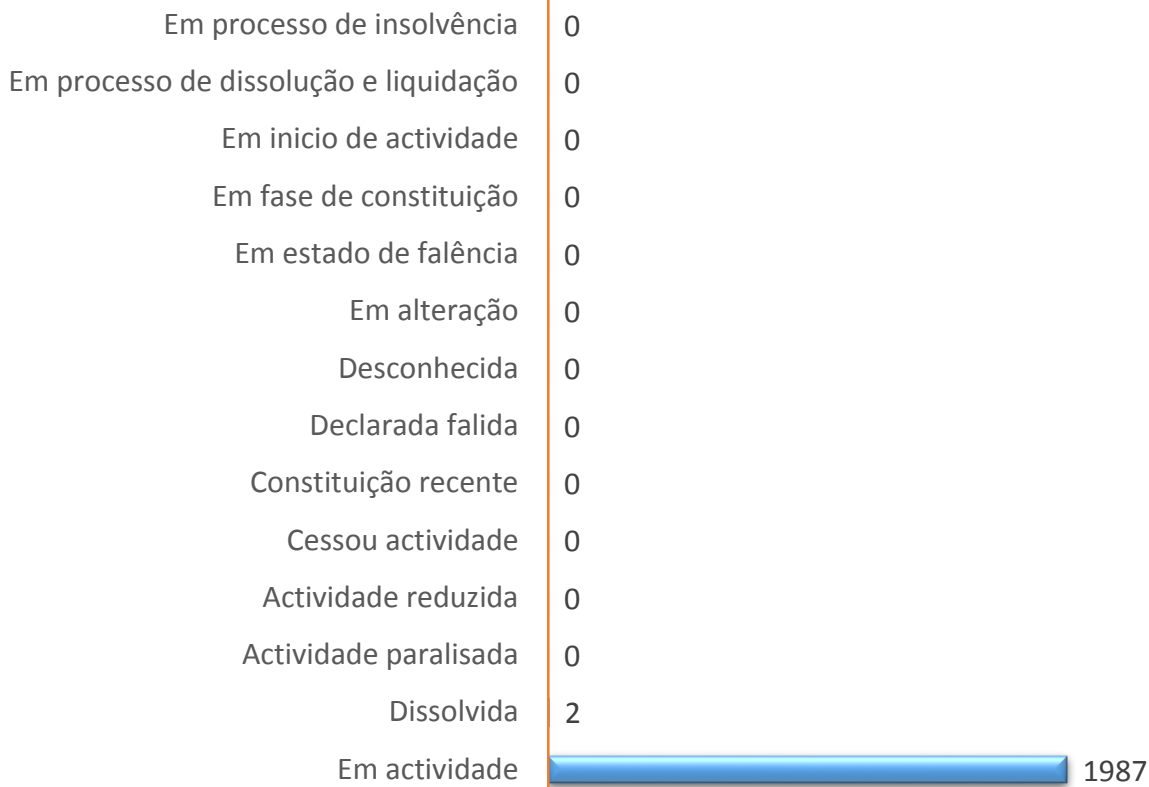 Em processo de insolvência 0
Em processo de dissolução e liquidação 0
Em inicio de actividade 0
Em fase de constituição 0
Em estado de falência 0
Em alteração 0
Desconhecida 0
Declarada falida 0
Constituição recente 0
Cessou actividade 0
Actividade reduzida 0
Actividade paralisada 0
Dissolvida 2
Em actividade 1987